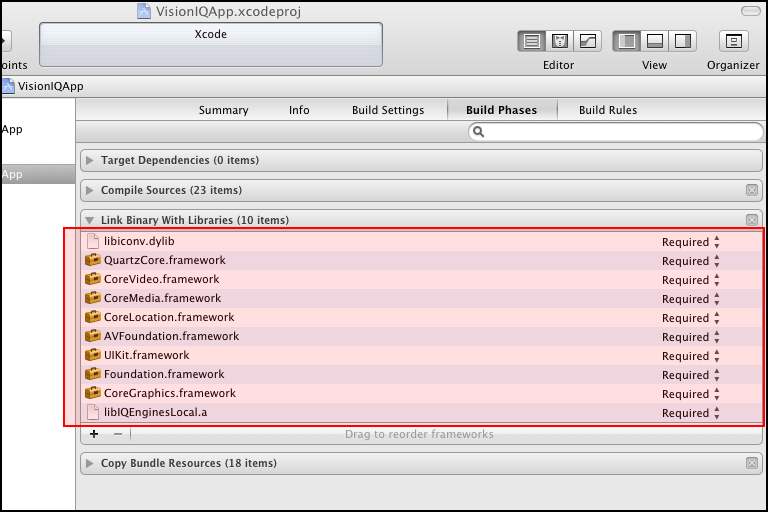 VisionIQApp.xcodeproj
Xcode
oints
Editor
View
Organizer
VisionIQApp
App
Summary
Info
Build Settings
Build Phases
Build Rules
App
Target Dependencies (0 items)
Compile Sources (23 items)
Link Binary With Libraries (10 items)
libiconv.dylib Required
QuartzCore.framework Required
CoreVideo.framework Required
CoreMedia.framework Required
CoreLocation.framework Required
AVFoundation.framework Required
UIKit.framework Required
Foundation.framework Required
CoreGraphics.framework Required
libIQEnginesLocal.a Required
Drag to reorder frameworks
Copy Bundle Resources (18 items)